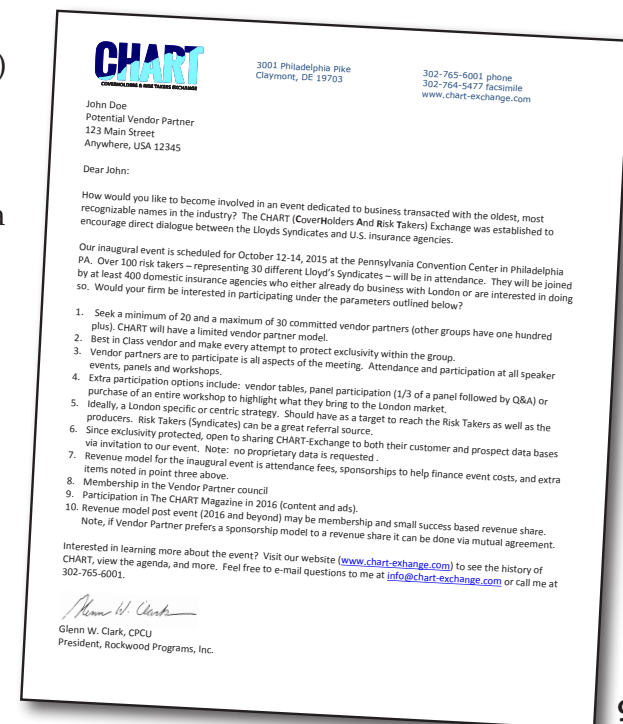 CHART
COVERHOLDERS & RISK TAKERS EXCHANGE
3001 Philadelphia Pike
Claymont, DE 19703
302-765-6001 phone
302-764-5477 facsimile
www.chart-exchange.com
John Doe
Potential Vendor Partner
123 Main Street
Anywhere, USA 12345
Dear John:
How would you like to become involved in an event dedicated to business transacted with the oldest, most
recognizable names in the industry? The CHART (CoverHolders And Risk Takers) Exchange was established to
encourage direct dialogue between the Lloyds Syndicates and U.S. insurance agencies.
Our inaugural event is scheduled for October 12-14, 2015 at the Pennsylvania Convention Center in Philadelphia
PA. Over 100 risk takers – representing 30 different Lloyd's Syndicates – will be in attendance. They will be joined
by at least 400 domestic insurance agencies who either already do business with London or are interested in doing
so. Would your firm be interested in participating under the parameters outlined below?
1. Seek a minimum of 20 and a maximum of 30 committed vendor partners (other groups have one hundred
plus). CHART will have a limited vendor partner model.
2. Best in Class vendor and make every attempt to protect exclusivity within the group.
3. Vendor partners are to participate is all aspects of the meeting. Attendance and participation at all speaker
events, panels and workshops.
4. Extra participation options include: vendor tables, panel participation (1/3 of a panel followed by Q&A) or
purchase of an entire workshop to highlight what they bring to the London market.
5. Ideally, a London specific or centric strategy. Should have as a target to reach the Risk Takers as well as the
producers. Risk Takers (Syndicates) can be a great referral source.
6. Since exclusivity protected, open to sharing CHART-Exchange to both their customer and prospect data bases
via invitation to our event. Note: no proprietary data is requested .
7. Revenue model for the inaugural event is attendance fees, sponsorships to help finance event costs, and extra
items noted in point three above.
8. Membership in the Vendor Partner council
9. Participation in The CHART Magazine in 2016 (content and ads).
10. Revenue model post event (2016 and beyond) may be membership and small success based revenue share.
Note, if Vendor Partner prefers a sponsorship model to a revenue share it can be done via mutual agreement.
Interested in learning more about the event? Visit our website (www.chart-exhange.com) to see the history of
CHART, view the agenda, and more. Feel free to e-mail questions to me at info@chart-exchange.com or call me at
302-765-6001.
Glenn W. Clark
Glenn W. Clark, CPCU
President, Rockwood Programs, Inc.